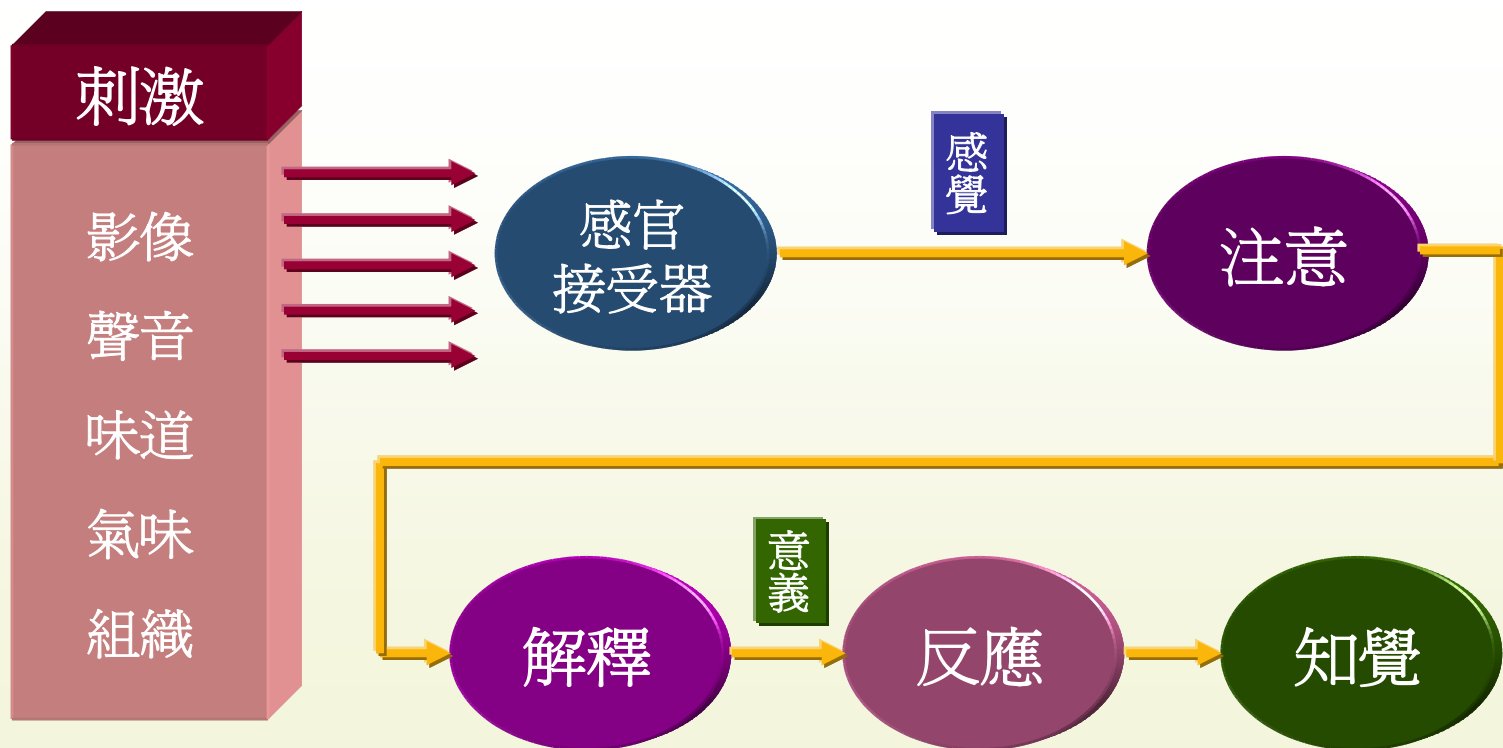 刺激
影像
聲音
味道
氣味
組織
感官
接受器
感覺
注意
解釋
意義
反應
知覺